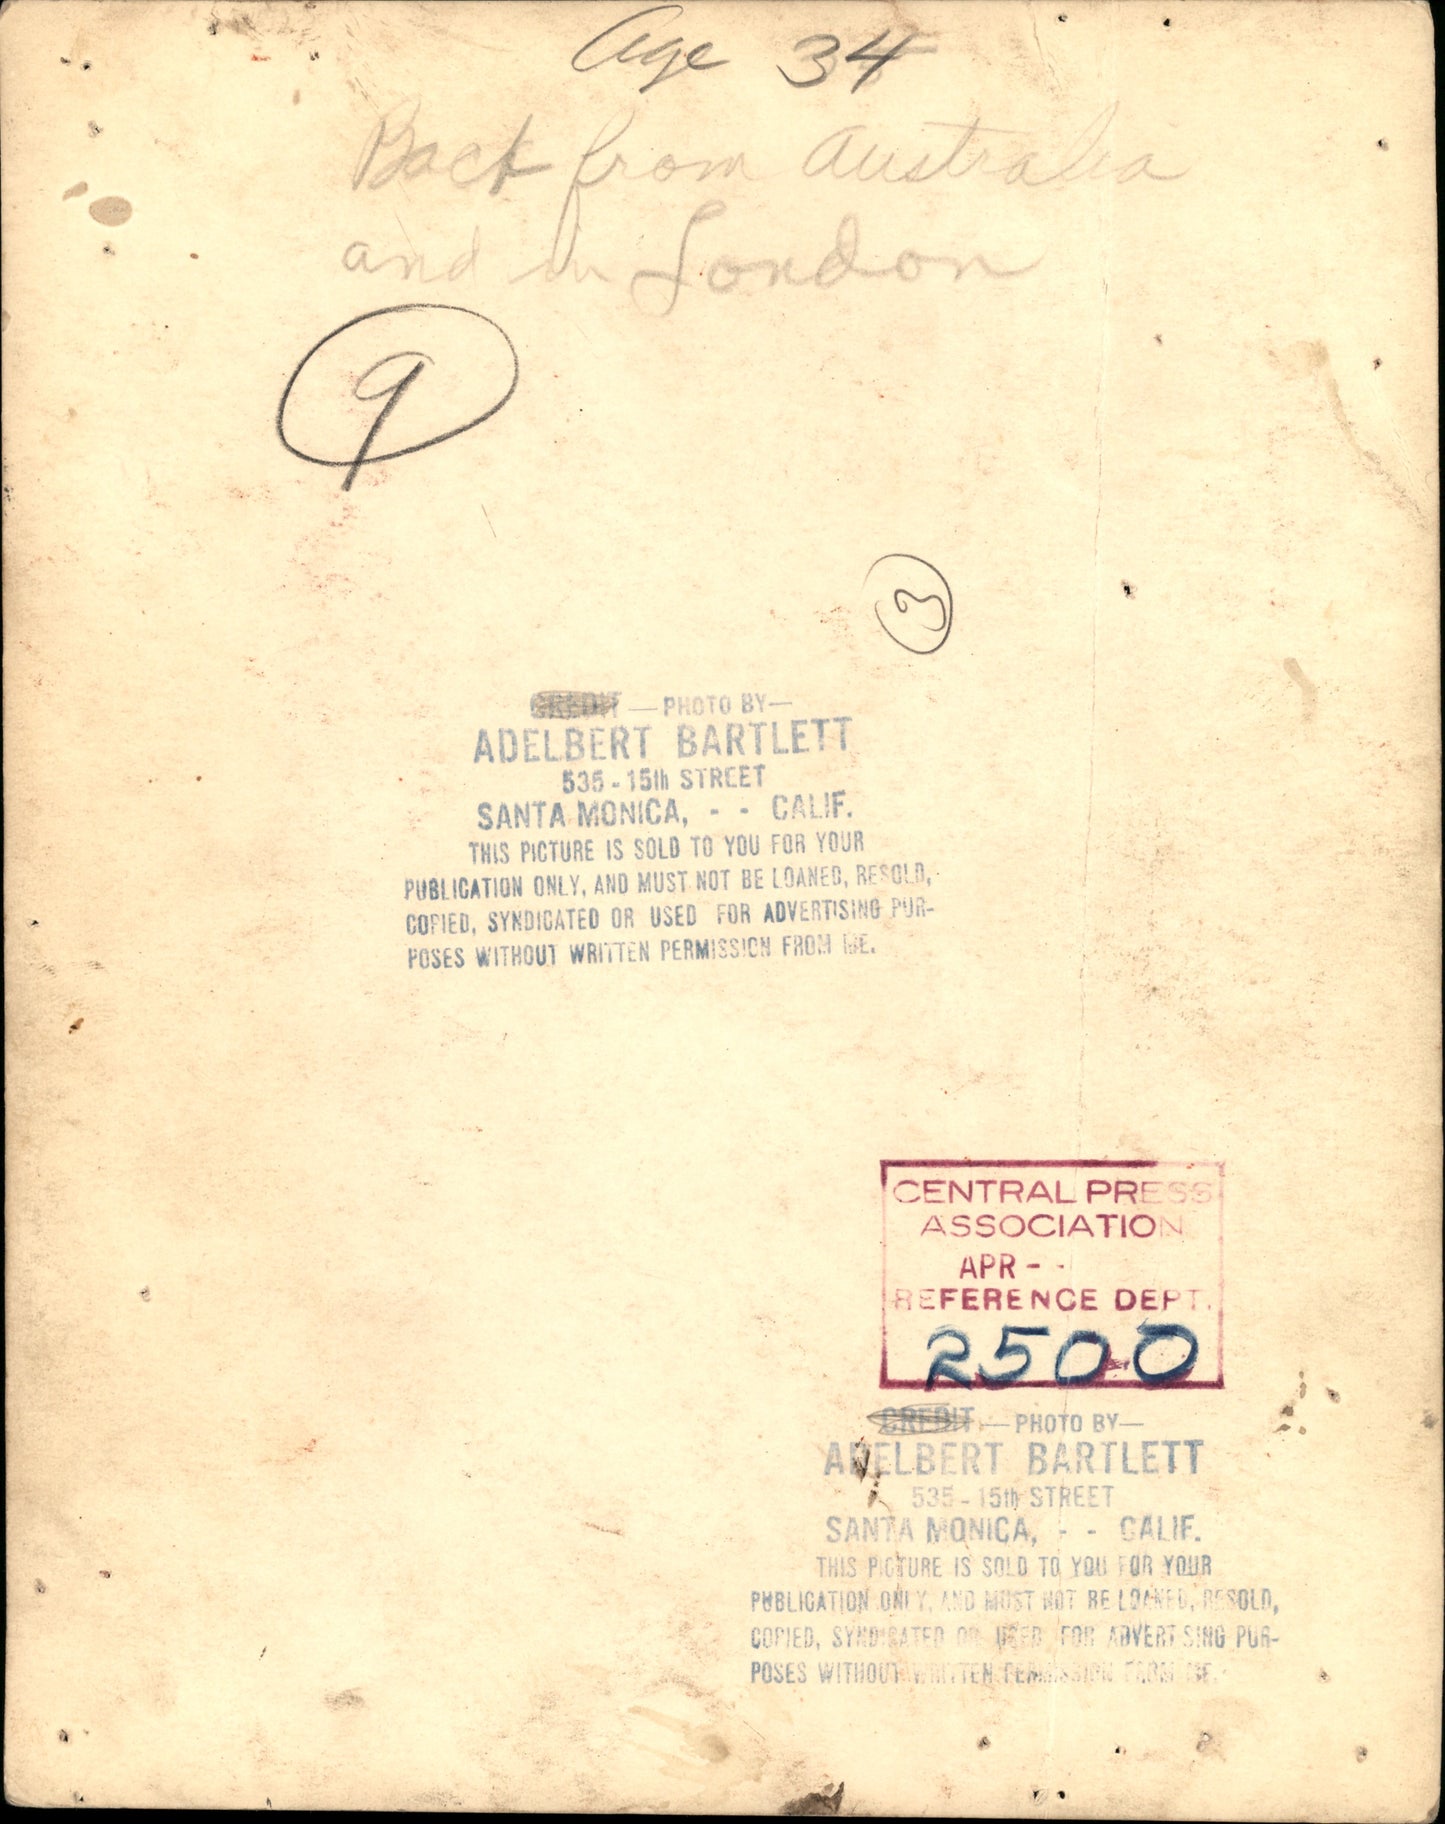 Age 34
Back from Australia
and in London
9
3
CREDIT — PHOTO BY—
ADELBERT BARTLETT
535 - 15th STREET
SANTA MONICA, - - CALIF.
THIS PICTURE IS SOLD TO YOU FOR YOUR
PUBLICATION ONLY, AND MUST NOT BE LOANED, RESOLD,
COPIED, SYNDICATED OR USED FOR ADVERTISING PUR-
POSES WITHOUT WRITTEN PERMISSION FROM ME.
CENTRAL PRESS
ASSOCIATION
APR - -
REFERENCE DEPT.
2500
CREDIT — PHOTO BY—
ADELBERT BARTLETT
535 - 15th STREET
SANTA MONICA, - - CALIF.
THIS PICTURE IS SOLD TO YOU FOR YOUR
PUBLICATION ONLY, AND MUST NOT BE LOANED, RESOLD,
COPIED, SYNDICATED OR USED FOR ADVERTISING PUR-
POSES WITHOUT WRITTEN PERMISSION FROM ME.